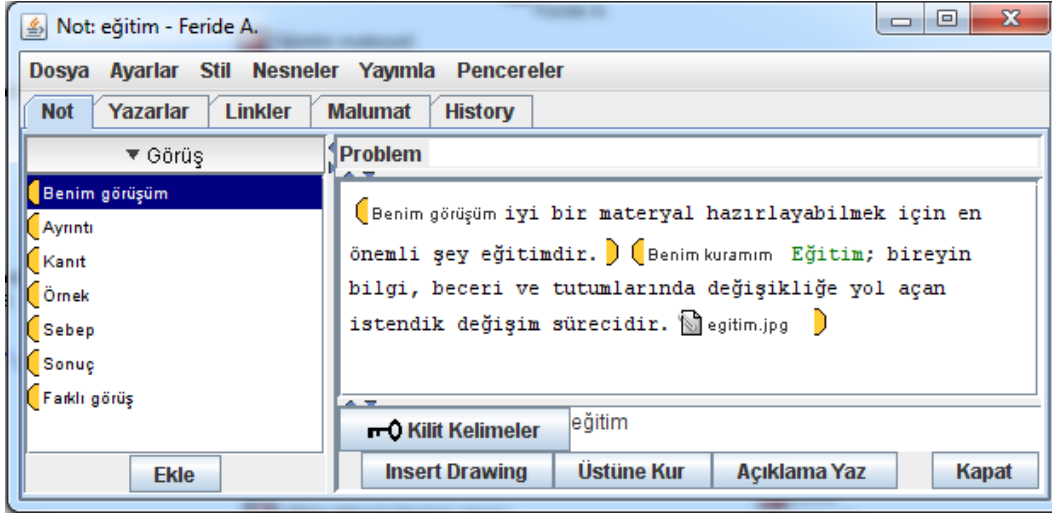 Not: eğitim - Feride A.
Dosya Ayarlar Stil Nesneler Yayımla Pencereler
Not Yazarlar Linkler Malumat History
Görüş
Benim görüşüm
Ayrıntı
Kanıt
Örnek
Sebep
Sonuç
Farklı görüş
Ekle
Problem
Benim görüşüm iyi bir materyal hazırlayabilmek için en
önemli şey eğitimdir. Benim kuramım Eğitim; bireyin
bilgi, beceri ve tutumlarında değişikliğe yol açan
istendik değişim sürecidir. egitim.jpg
Kilit Kelimeler eğitim
Insert Drawing Üstüne Kur Açıklama Yaz Kapat